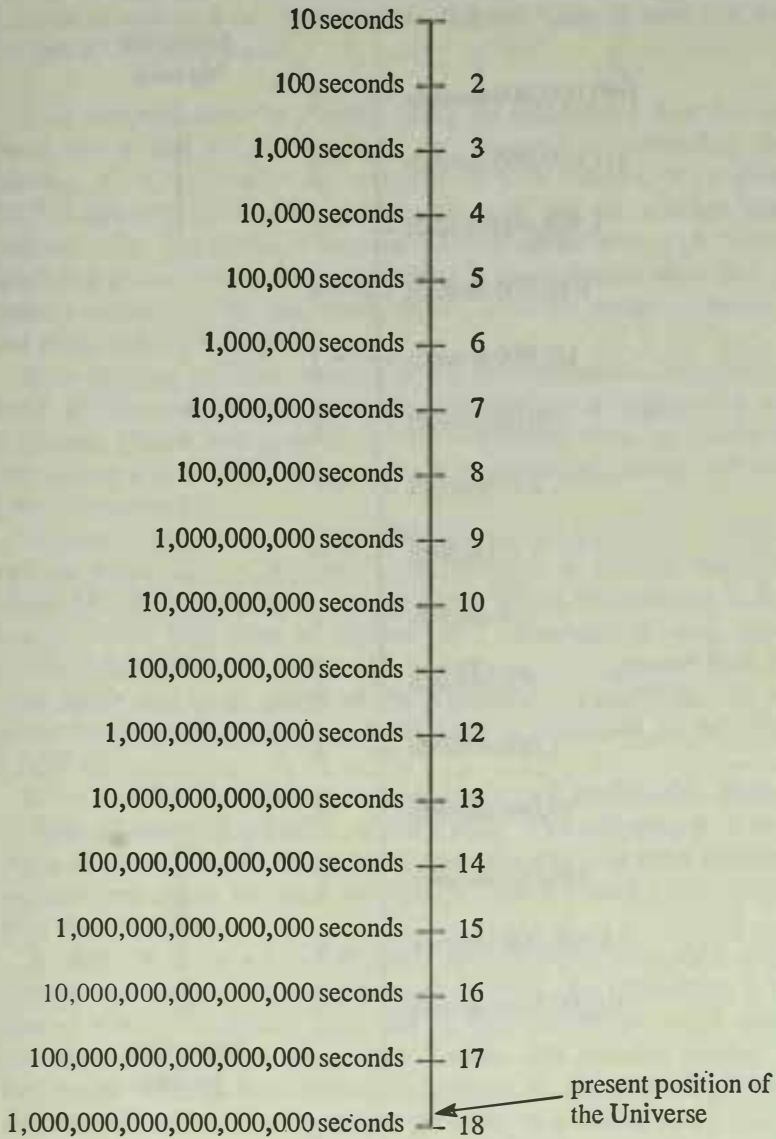 10 seconds
100 seconds 2
1,000 seconds 3
10,000 seconds 4
100,000 seconds 5
1,000,000 seconds 6
10,000,000 seconds 7
100,000,000 seconds 8
1,000,000,000 seconds 9
10,000,000,000 seconds 10
100,000,000,000 seconds
1,000,000,000,000 seconds 12
10,000,000,000,000 seconds 13
100,000,000,000,000 seconds 14
1,000,000,000,000,000 seconds 15
10,000,000,000,000,000 seconds 16
100,000,000,000,000,000 seconds 17
present position of
the Universe
1,000,000,000,000,000,000 seconds 18